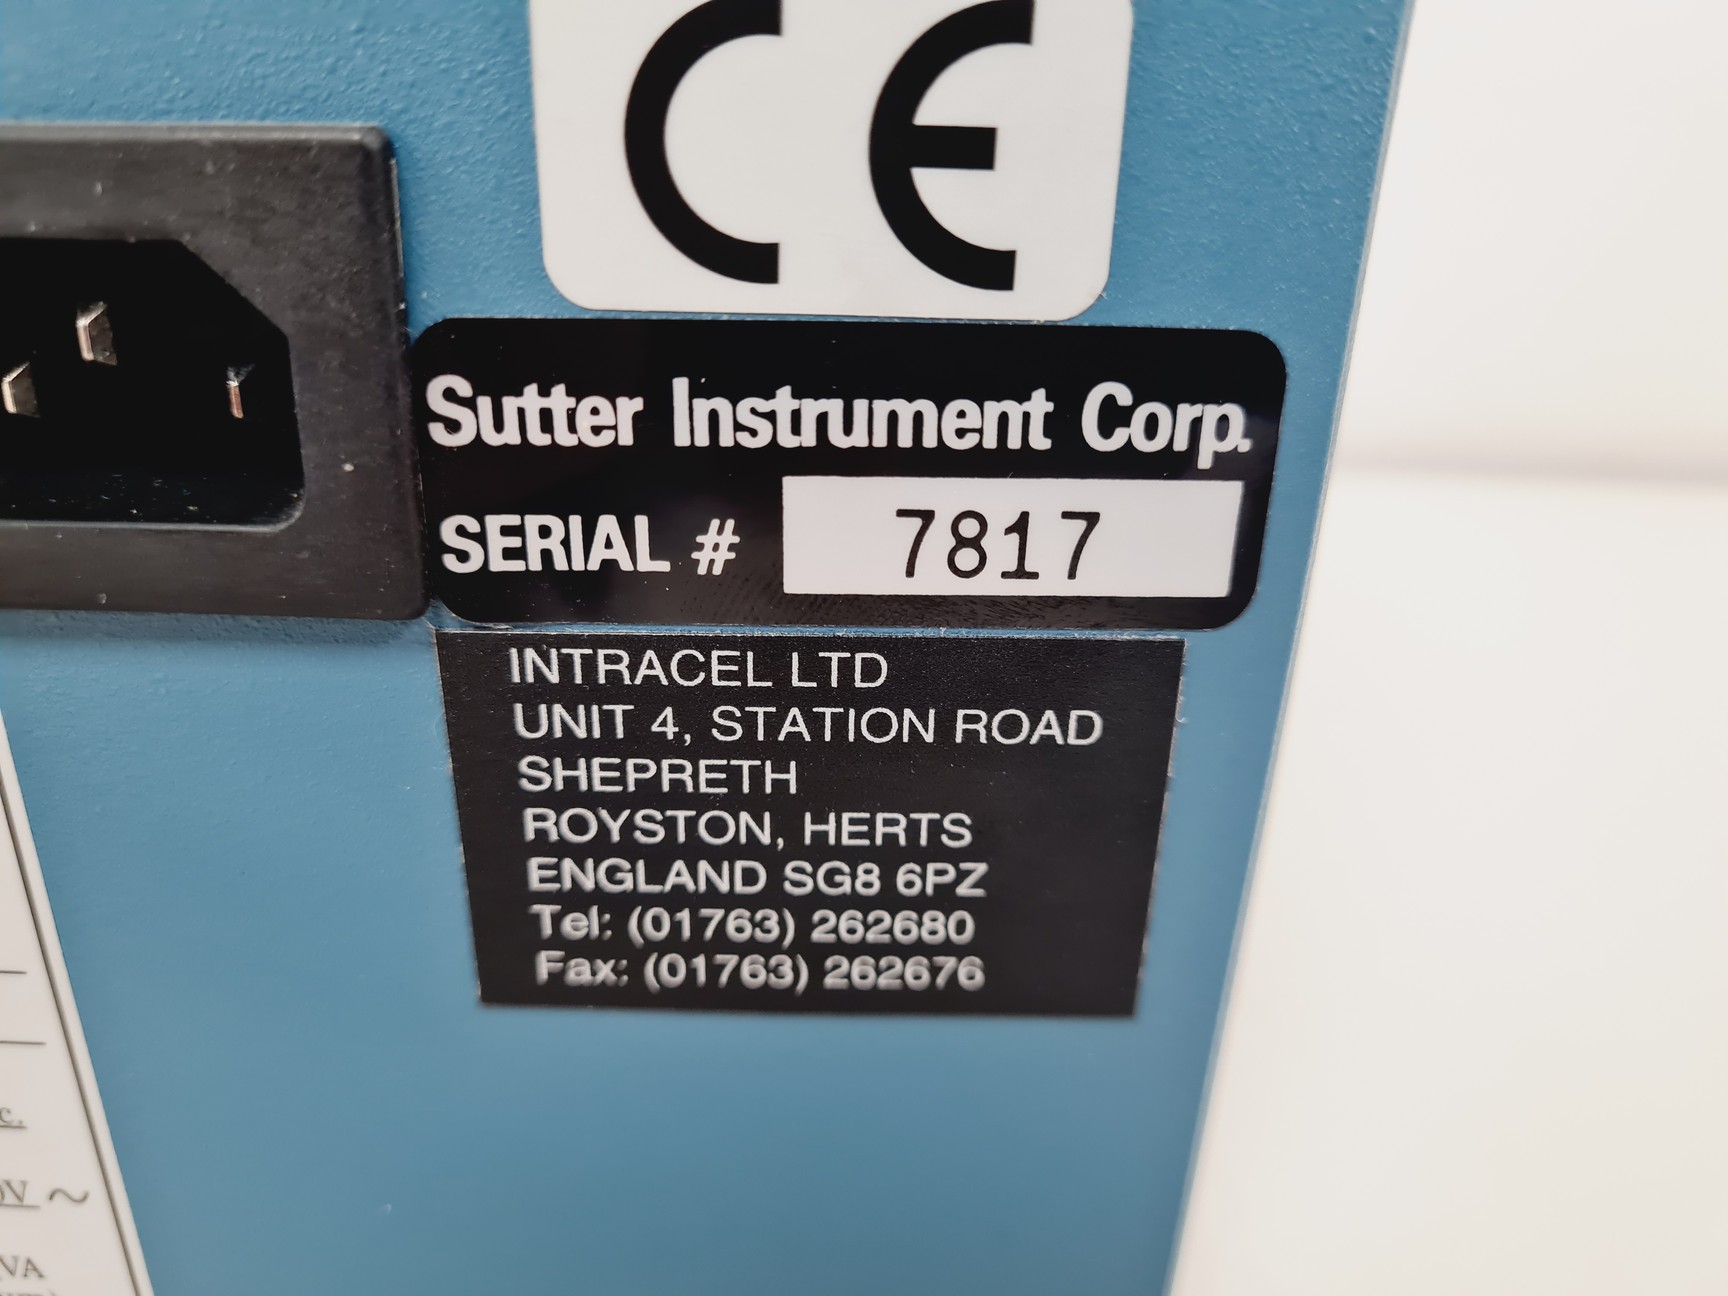 CE
Sutter Instrument Corp.
SERIAL # 7817
INTRACEL LTD
UNIT 4, STATION ROAD
SHEPRETH
ROYSTON, HERTS
ENGLAND SG8 6PZ
Tel: (01763) 262680
Fax: (01763) 262676
c.
V ~
VA